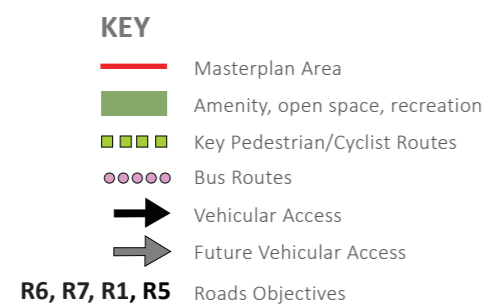 KEY
Masterplan Area
Amenity, open space, recreation
Key Pedestrian/Cyclist Routes
Bus Routes
Vehicular Access
Future Vehicular Access
R6, R7, R1, R5 Roads Objectives